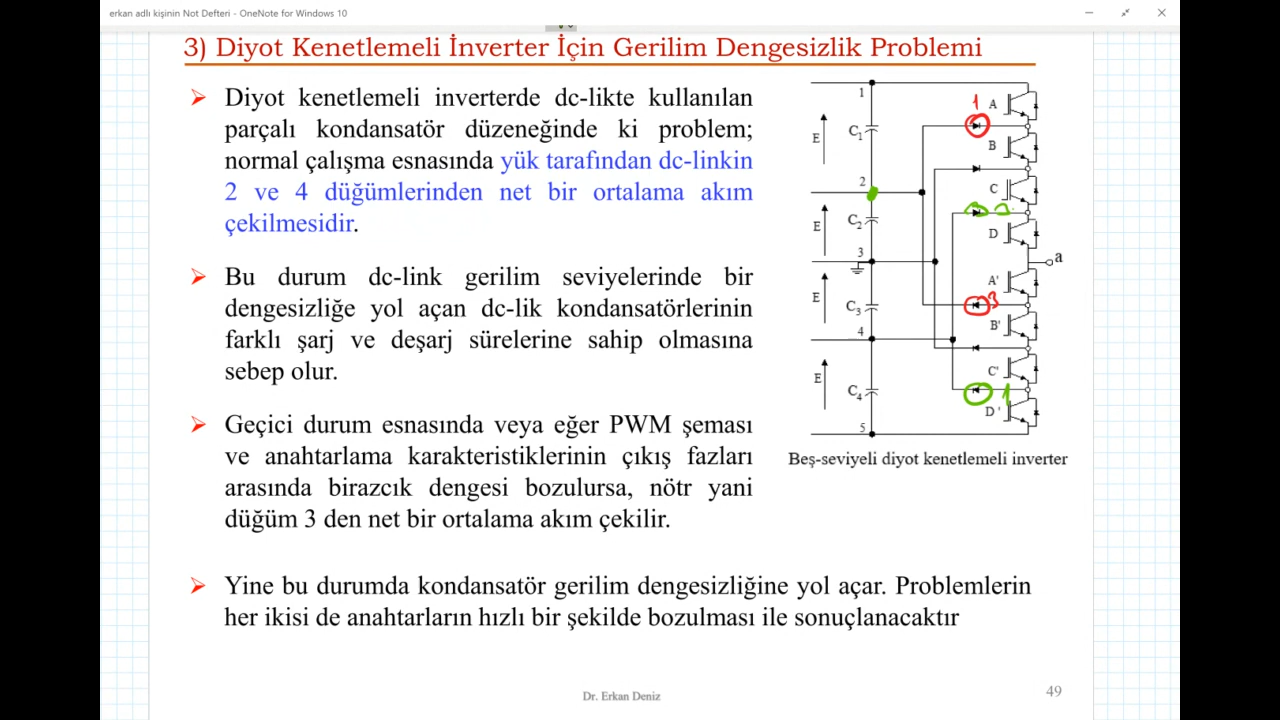 erkan adlı kişinin Not Defteri - OneNote for Windows 10
3) Diyot Kenetlemeli İnverter İçin Gerilim Dengesizlik Problemi
➢ Diyot kenetlemeli inverterde dc-likte kullanılan
parçalı kondansatör düzeneğinde ki problem;
normal çalışma esnasında yük tarafından dc-linkin
2 ve 4 düğümlerinden net bir ortalama akım
çekilmesidir.
➢ Bu durum dc-link gerilim seviyelerinde bir
dengesizliğe yol açan dc-lik kondansatörlerinin
farklı şarj ve deşarj sürelerine sahip olmasına
sebep olur.
➢ Geçici durum esnasında veya eğer PWM şeması
ve anahtarlama karakteristiklerinin çıkış fazları
arasında birazcık dengesi bozulursa, nötr yani
düğüm 3 den net bir ortalama akım çekilir.
➢ Yine bu durumda kondansatör gerilim dengesizliğine yol açar. Problemlerin
her ikisi de anahtarların hızlı bir şekilde bozulması ile sonuçlanacaktır
1
1 A
E C1
B
2
C
2
E C2
D
3
a
A'
E C3
3
B'
4
C'
E C4
1
D'
5
Beş-seviyeli diyot kenetlemeli inverter
Dr. Erkan Deniz
49